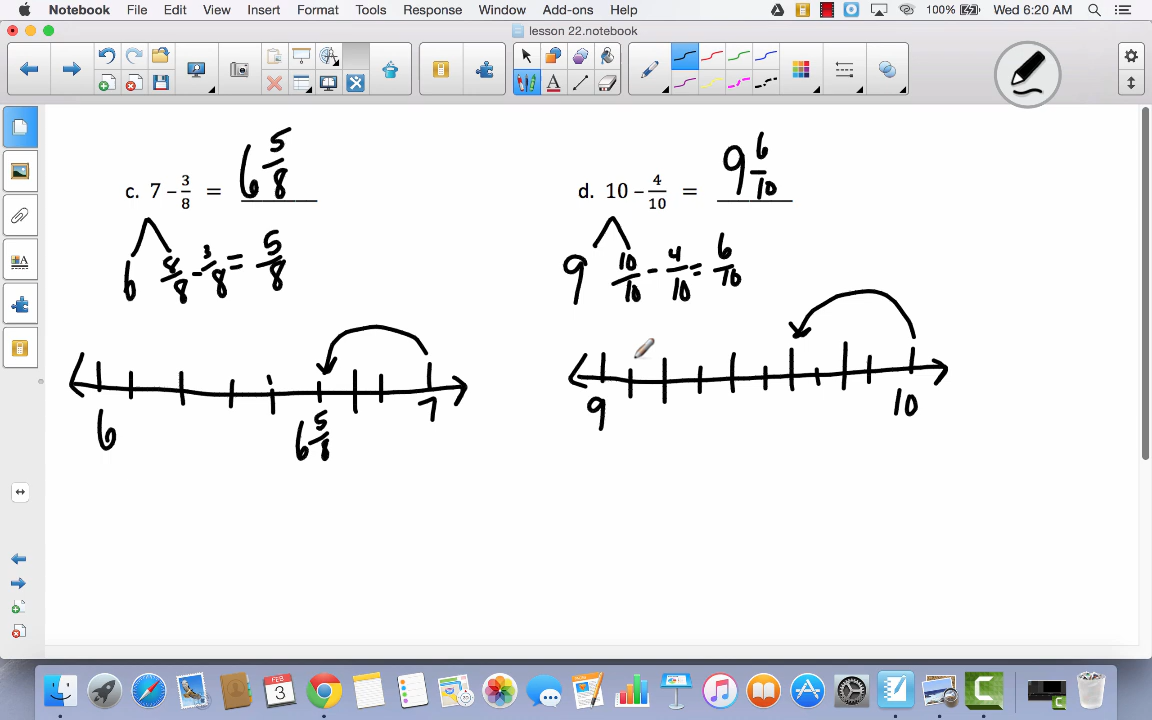 Notebook File Edit View Insert Format Tools Response Window Add-ons Help 100% Wed 6:20 AM
lesson 22.notebook
c. 7 - 3/8 = 6 5/8
6 8/8 - 3/8 = 5/8
6 6 5/8 7
d. 10 - 4/10 = 9 6/10
9 10/10 - 4/10 = 6/10
9 10
FEB
3